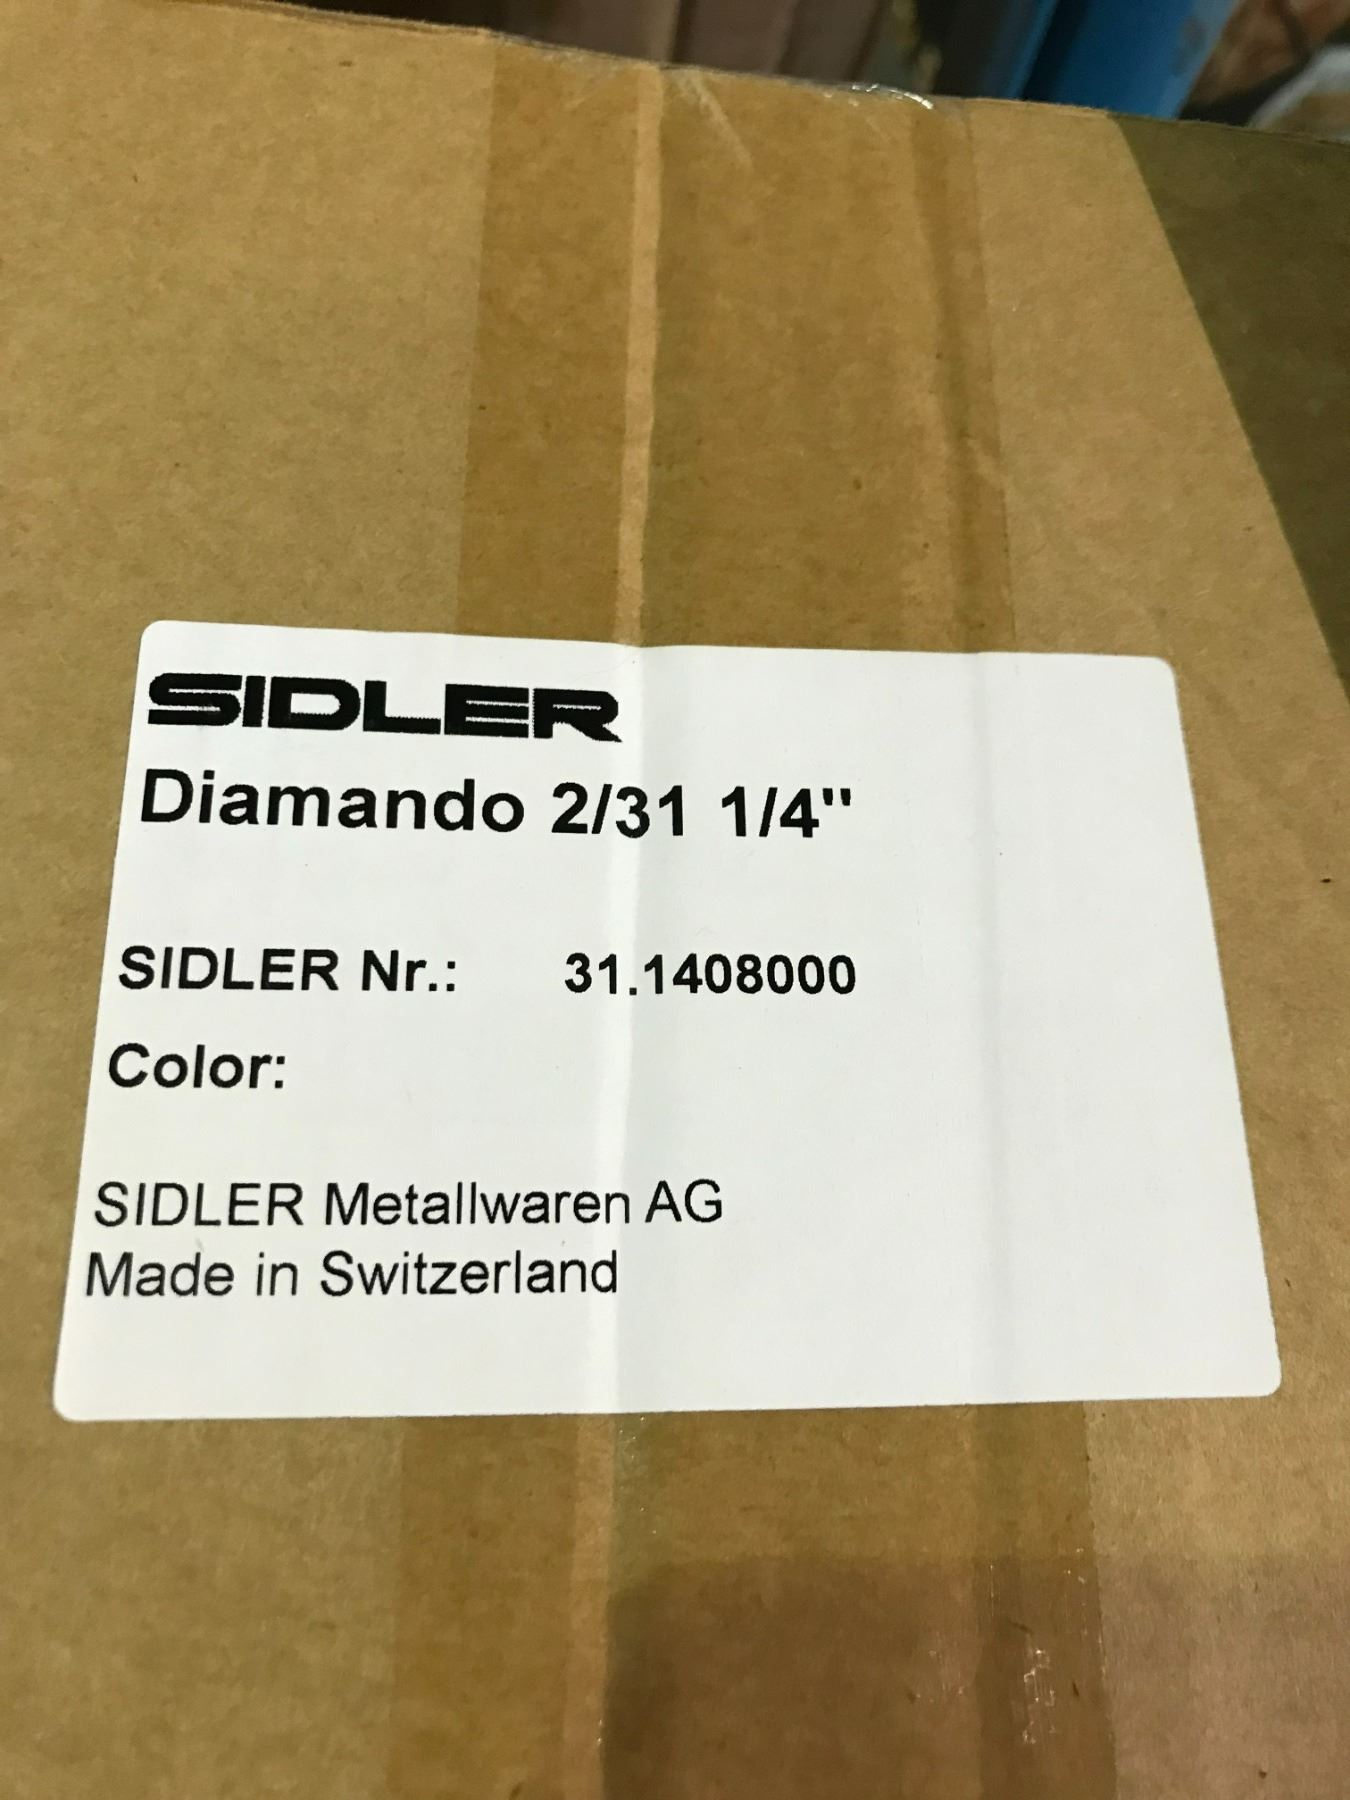 SIDLER
Diamando 2/31 1/4"
SIDLER Nr.: 31.1408000
Color:
SIDLER Metallwaren AG
Made in Switzerland